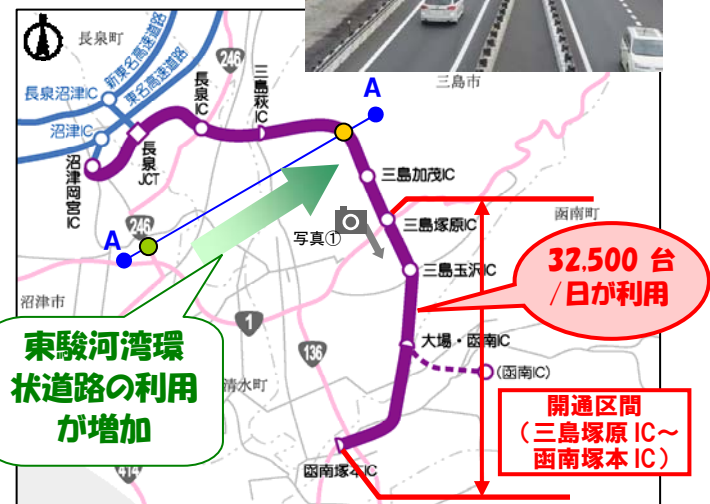 長泉町
新東名高速道路
東名高速道路
長泉沼津IC
沼津IC
沼津岡宮IC
長泉
JCT
長泉IC
246
三島萩IC
三島市
A
三島加茂IC
三島塚原IC
函南町
写真①
三島玉沢IC
32,500 台
/日が利用
246
A
沼津市
1
136
大場・函南IC
(函南IC)
東駿河湾環
状道路の利用
が増加
清水町
開通区間
(三島塚原IC～
函南塚本IC)
函南塚本IC
414